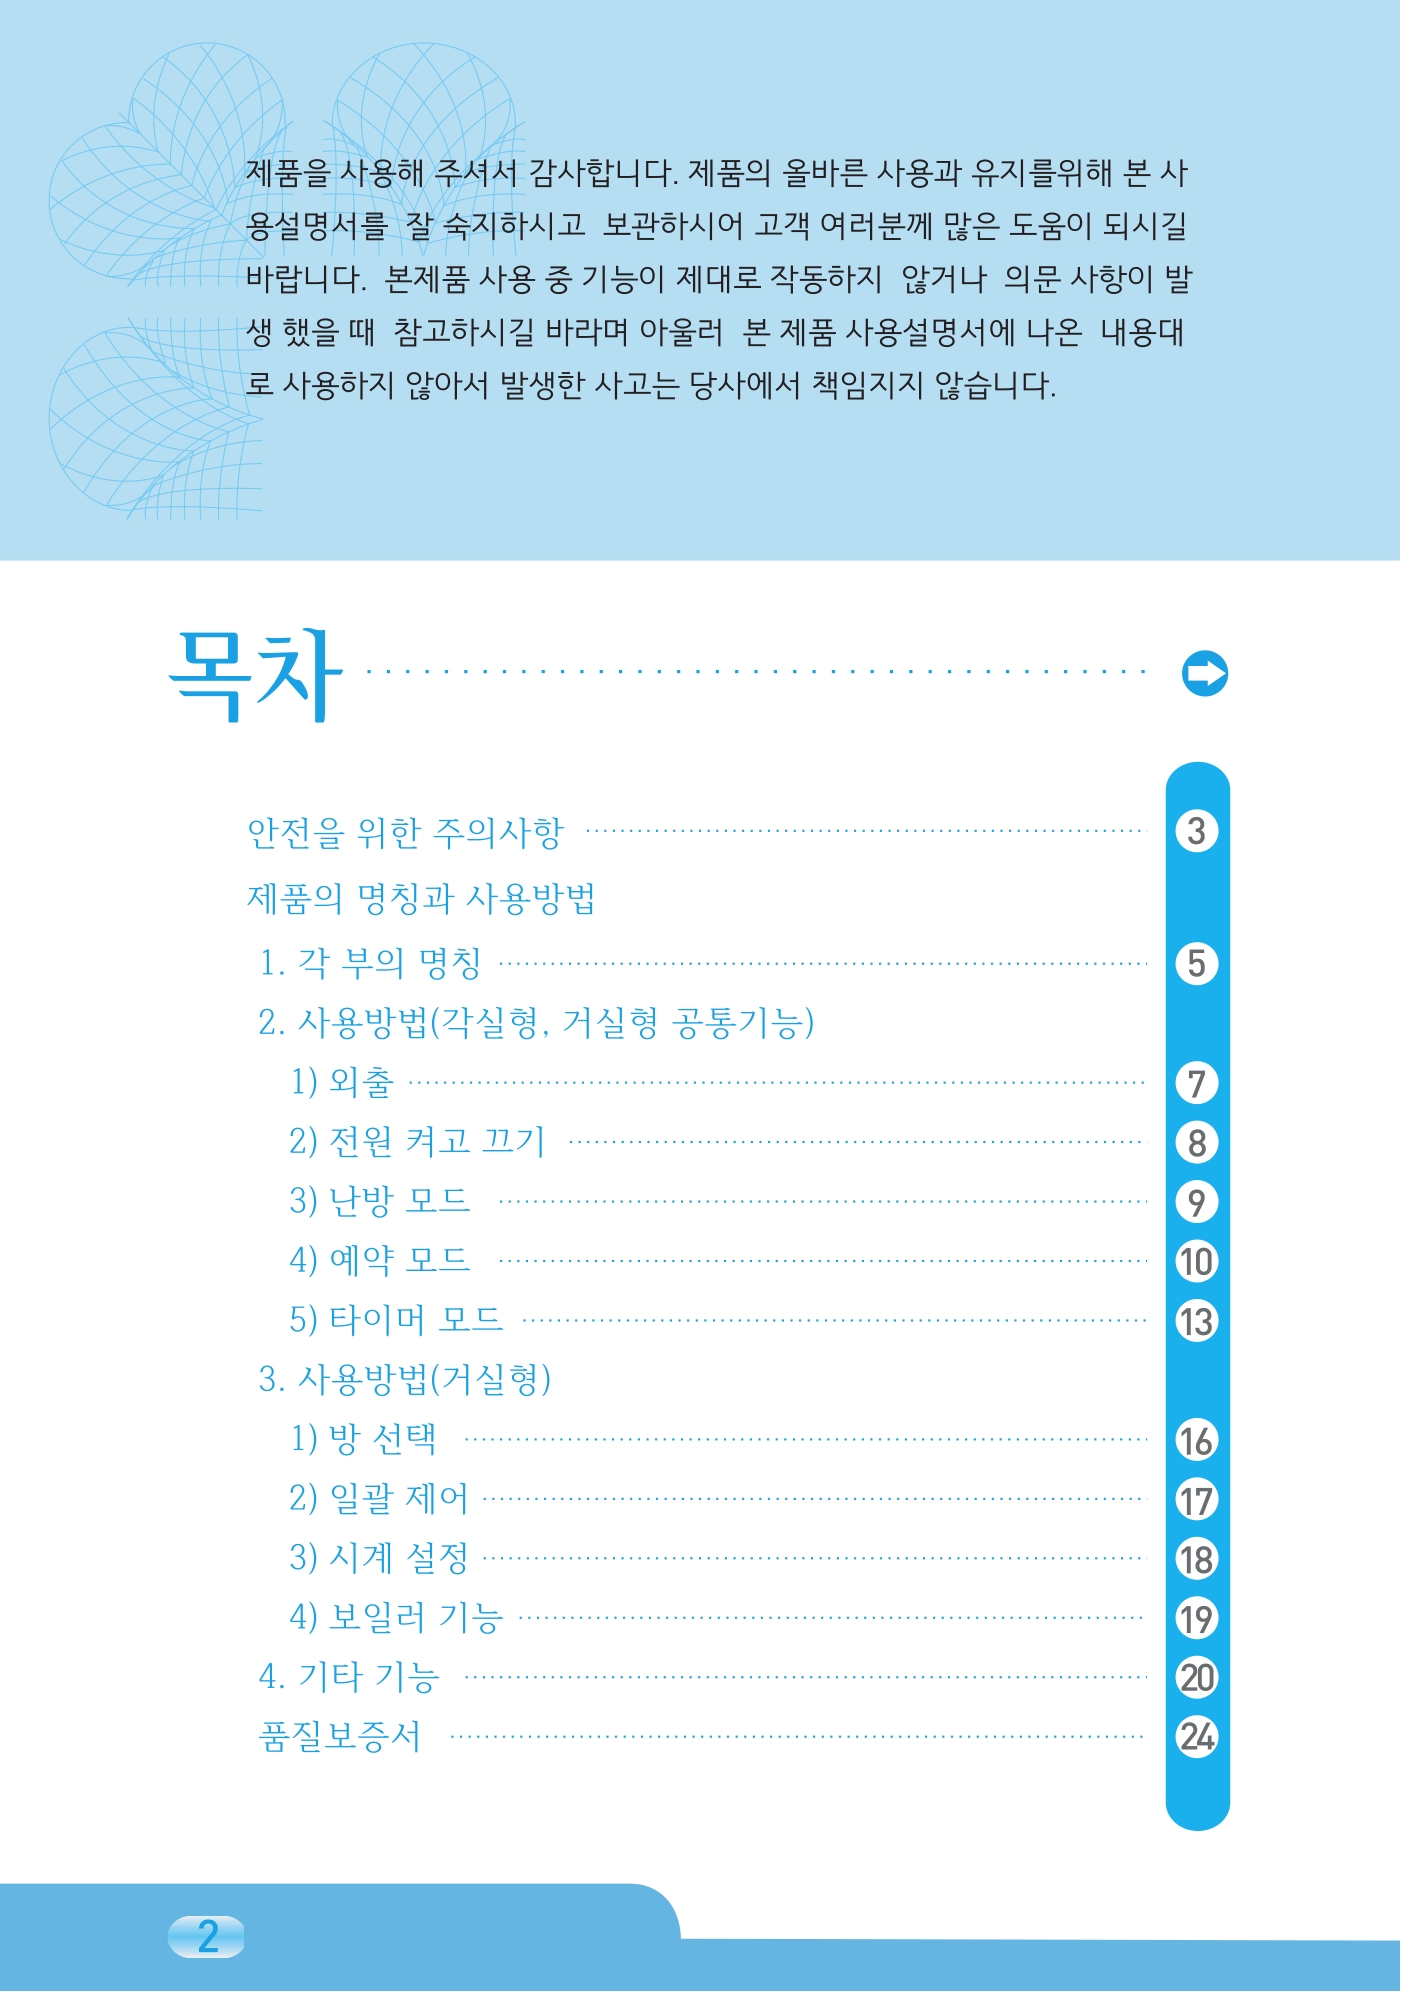 제품을 사용해 주셔서 감사합니다. 제품의 올바른 사용과 유지를위해 본 사
용설명서를 잘 숙지하시고 보관하시어 고객 여러분께 많은 도움이 되시길
바랍니다. 본제품 사용 중 기능이 제대로 작동하지 않거나 의문 사항이 발
생 했을 때 참고하시길 바라며 아울러 본 제품 사용설명서에 나온 내용대
로 사용하지 않아서 발생한 사고는 당사에서 책임지지 않습니다.
목차
안전을 위한 주의사항 3
제품의 명칭과 사용방법
1. 각 부의 명칭 5
2. 사용방법(각실형, 거실형 공통기능)
1) 외출 7
2) 전원 켜고 끄기 8
3) 난방 모드 9
4) 예약 모드 10
5) 타이머 모드 13
3. 사용방법(거실형)
1) 방 선택 16
2) 일괄 제어 17
3) 시계 설정 18
4) 보일러 기능 19
4. 기타 기능 20
품질보증서 24
2